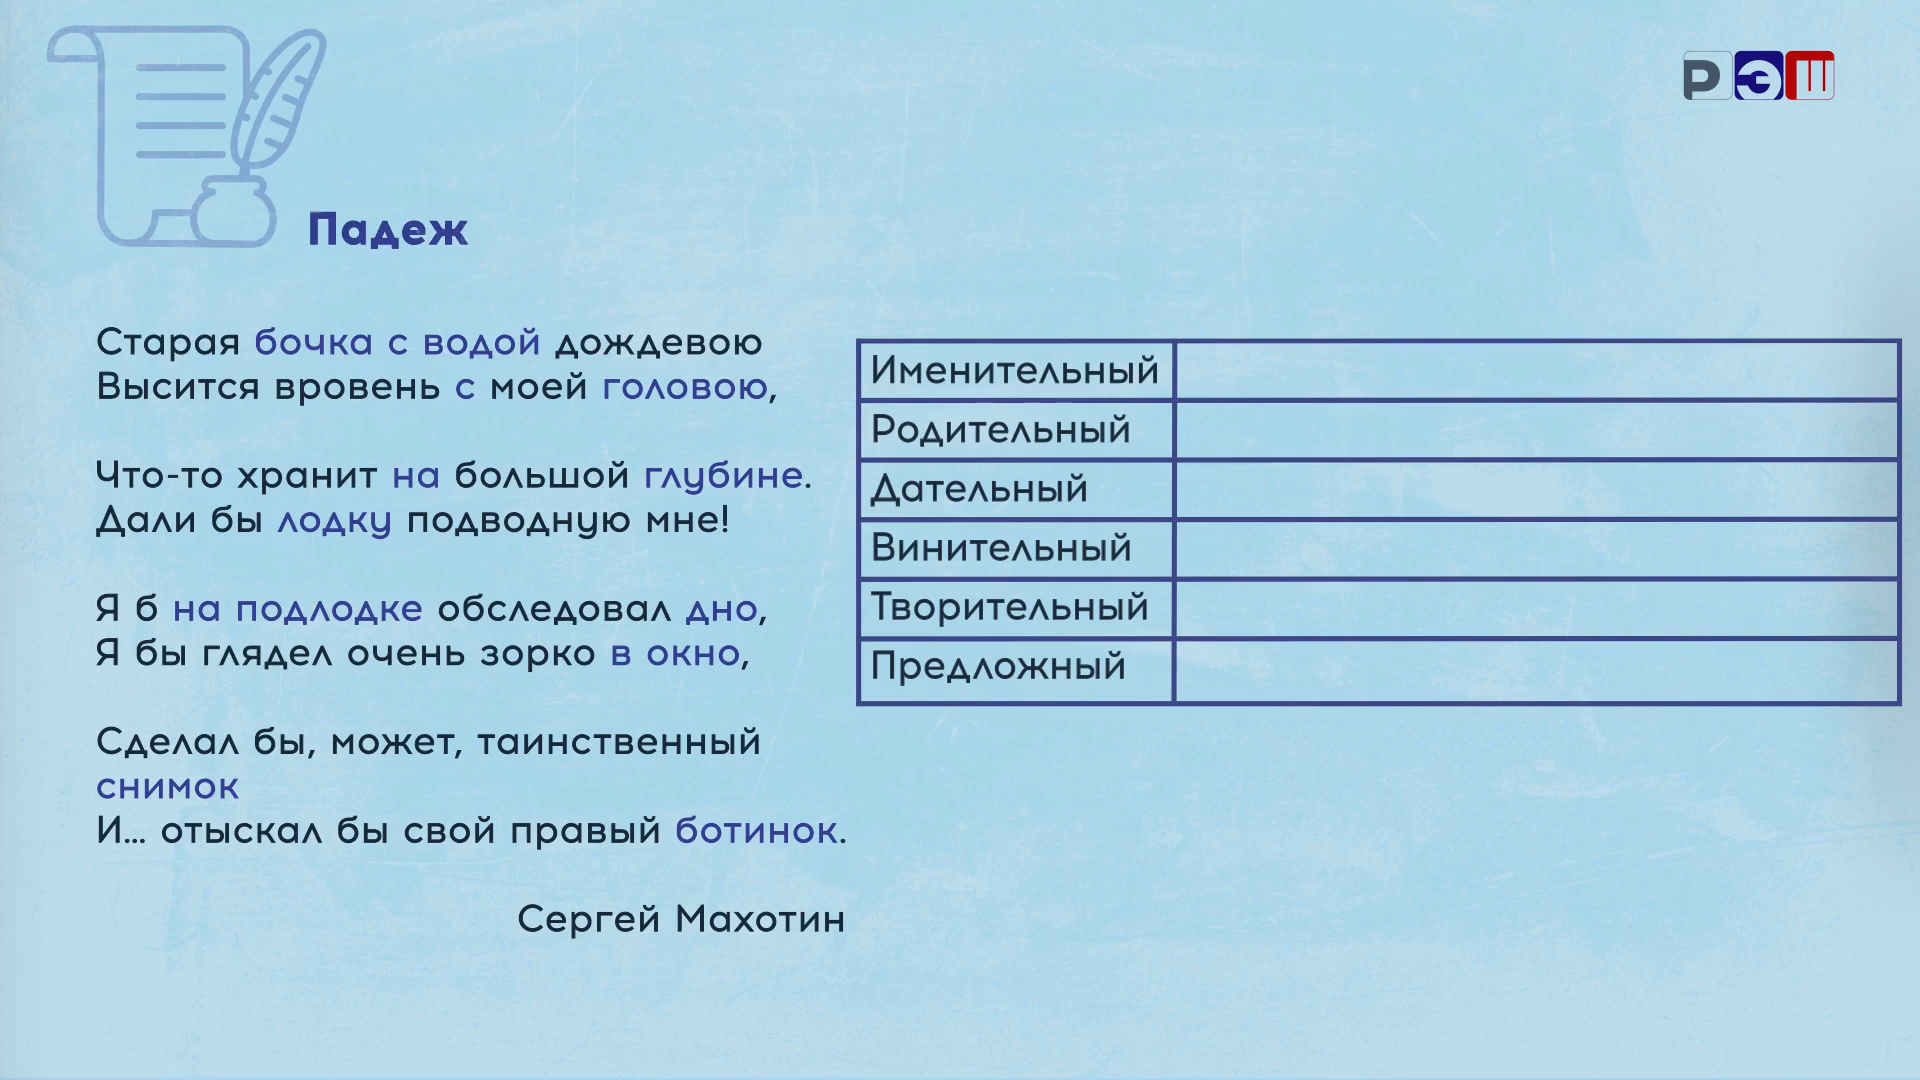 РЭШ
Падеж
Старая бочка с водой дождевою
Высится вровень с моей головою,
Что-то хранит на большой глубине.
Дали бы лодку подводную мне!
Я б на подлодке обследовал дно,
Я бы глядел очень зорко в окно,
Сделал бы, может, таинственный
снимок
И... отыскал бы свой правый ботинок.
Сергей Махотин
Именительный
Родительный
Дательный
Винительный
Творительный
Предложный